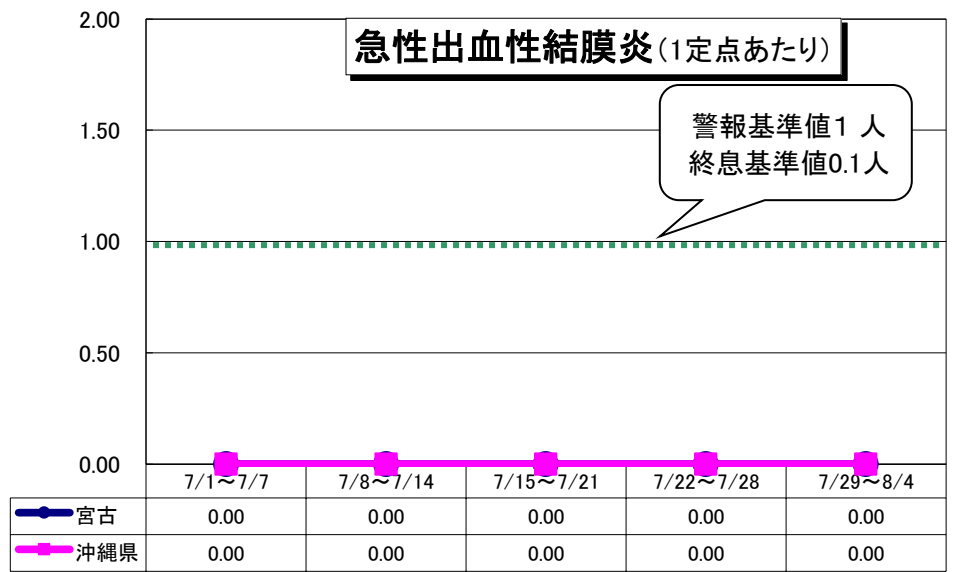 急性出血性結膜炎(1定点あたり)
警報基準値１ 人
終息基準値0.1人
2.00
1.50
1.00
0.50
0.00
7/1～7/7 7/8～7/14 7/15～7/21 7/22～7/28 7/29～8/4
宮古 0.00 0.00 0.00 0.00 0.00
沖縄県 0.00 0.00 0.00 0.00 0.00